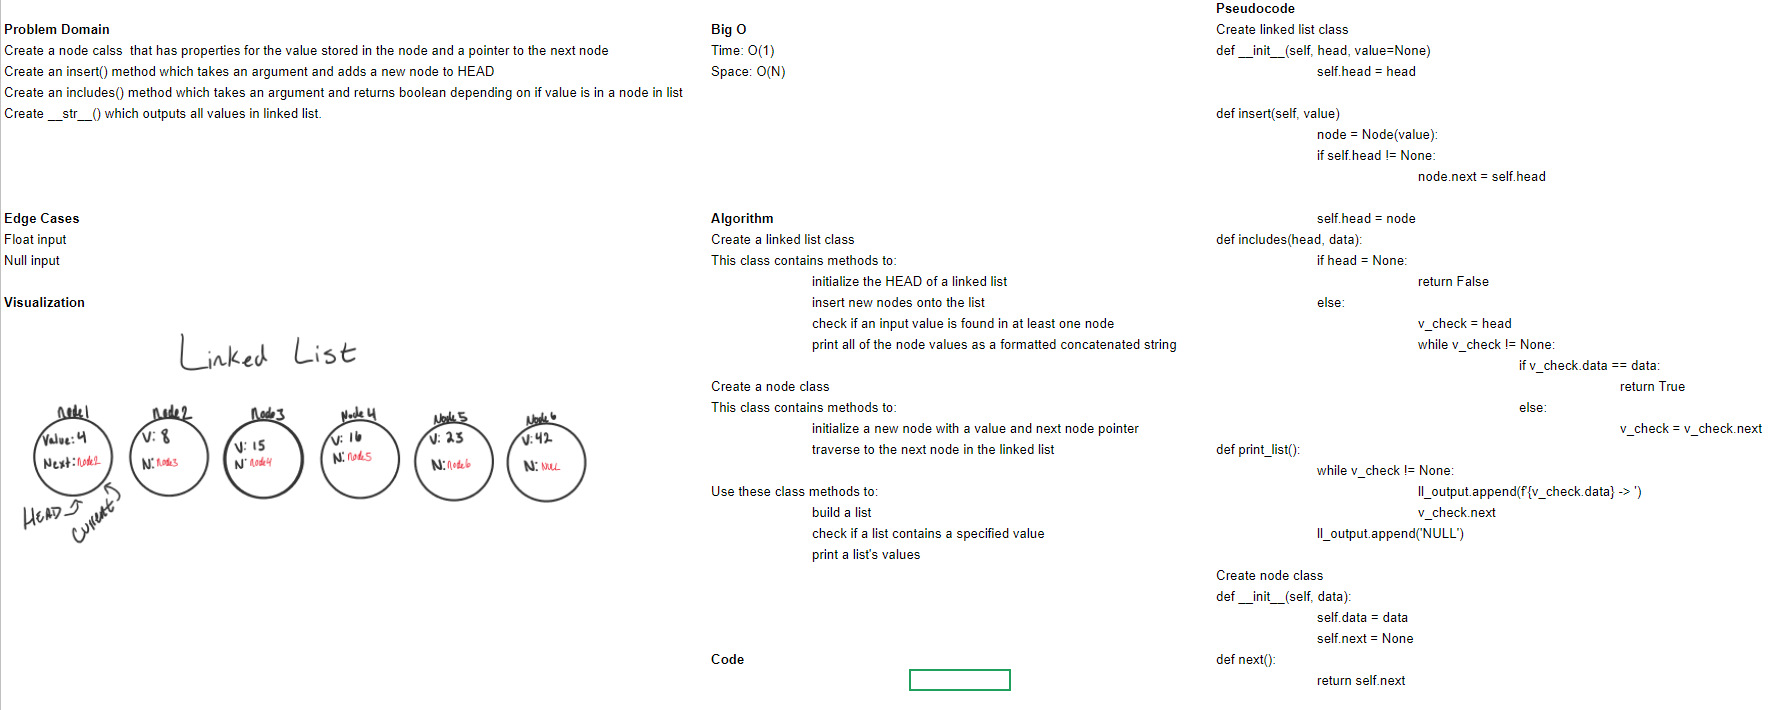 Problem Domain
Create a node calss  that has properties for the value stored in the node and a pointer to the next node
Create an insert() method which takes an argument and adds a new node to HEAD
Create an includes() method which takes an argument and returns boolean depending on if value is in a node in list
Create __str__() which outputs all values in linked list.
Edge Cases
Float input
Null input
Visualization
Linked List
Node1
Value: 4
Next: Node2
HEAD
Current
Node2
V: 8
N: Node3
Node3
V: 15
N: Node4
Node4
V: 16
N: Node5
Node5
V: 23
N: Node6
Node6
V: 42
N: NULL
Big O
Time: O(1)
Space: O(N)
Algorithm
Create a linked list class
This class contains methods to:
initialize the HEAD of a linked list
insert new nodes onto the list
check if an input value is found in at least one node
print all of the node values as a formatted concatenated string
Create a node class
This class contains methods to:
initialize a new node with a value and next node pointer
traverse to the next node in the linked list
Use these class methods to:
build a list
check if a list contains a specified value
print a list's values
Code
Pseudocode
Create linked list class
def __init__(self, head, value=None)
self.head = head
def insert(self, value)
node = Node(value):
if self.head != None:
node.next = self.head
self.head = node
def includes(head, data):
if head = None:
return False
else:
v_check = head
while v_check != None:
if v_check.data == data:
return True
else:
v_check = v_check.next
def print_list():
while v_check != None:
ll_output.append(f'{v_check.data} -> ')
v_check.next
ll_output.append('NULL')
Create node class
def __init__(self, data):
self.data = data
self.next = None
def next():
return self.next